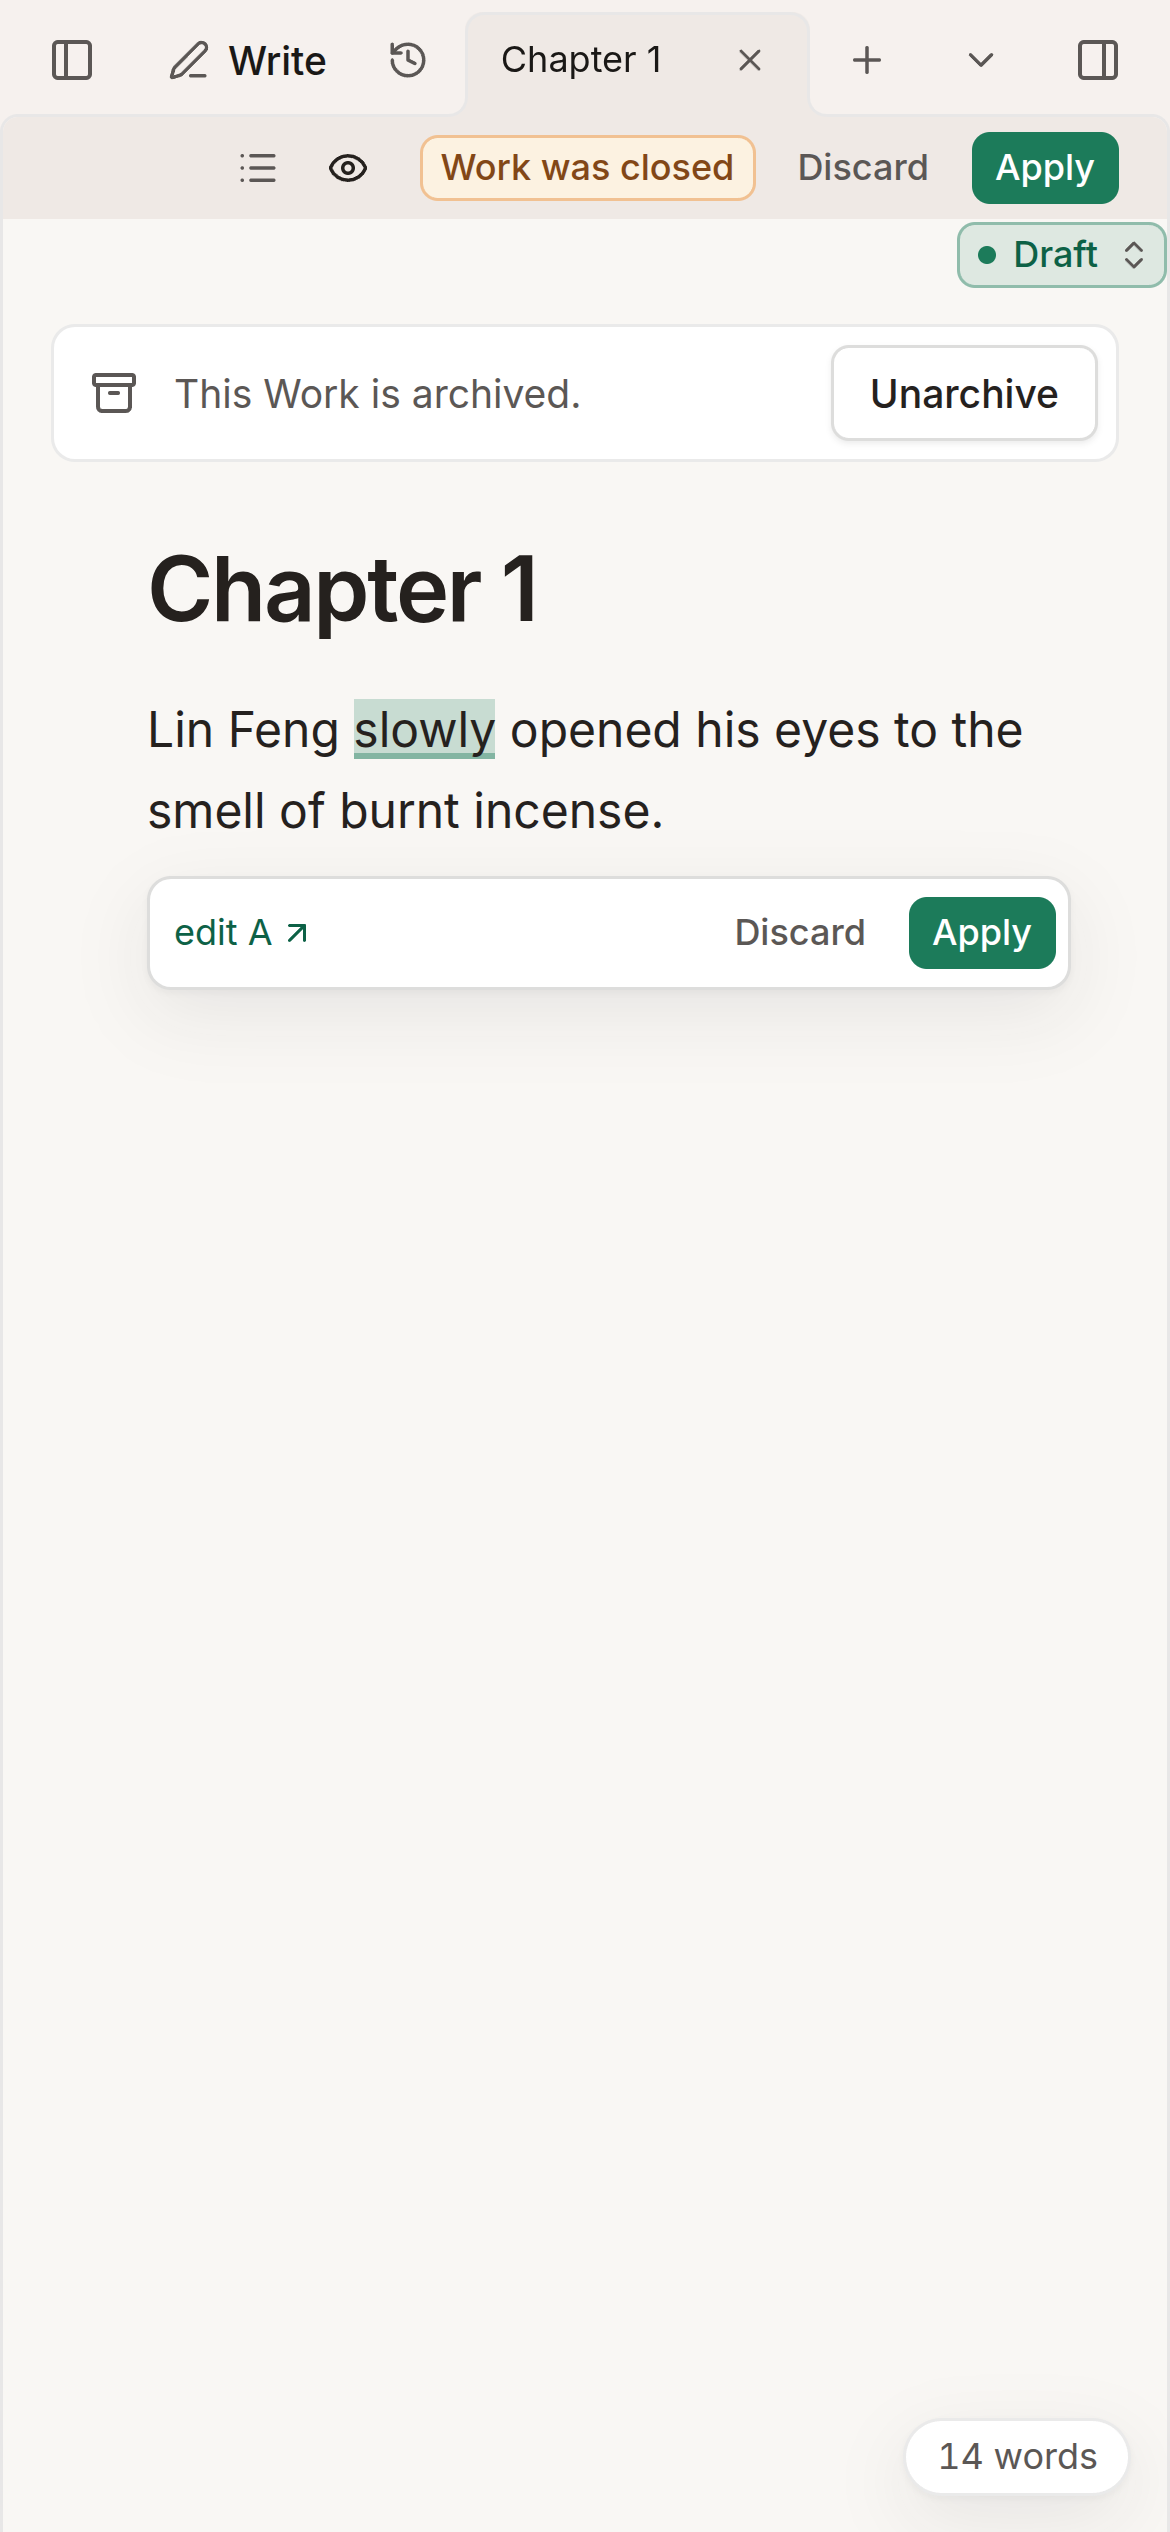 Write
Chapter 1
Work was closed
Discard
Apply
Draft
This Work is archived.
Unarchive
Chapter 1
Lin Feng slowly opened his eyes to the
smell of burnt incense.
edit A
Discard
Apply
14 words